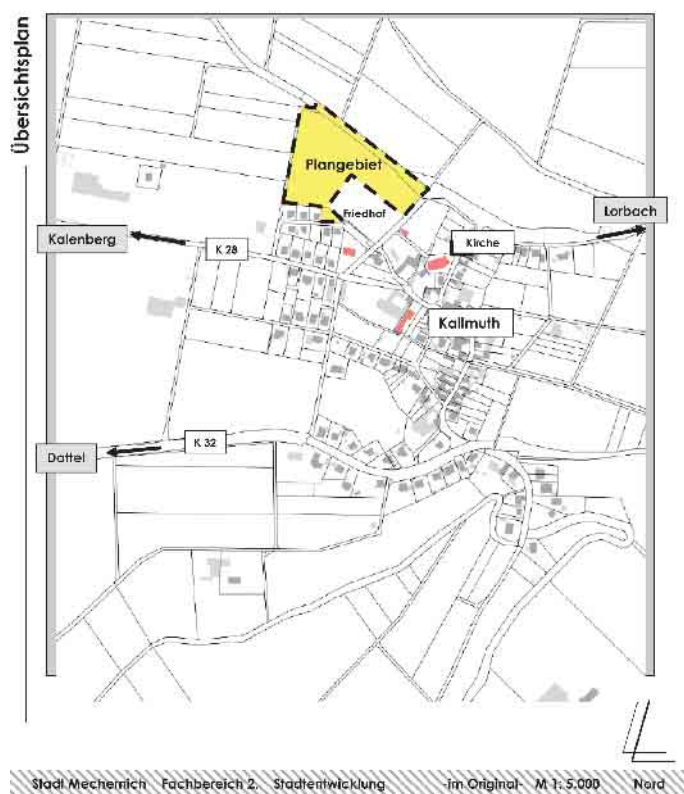 Übersichtsplan
Plangebiet
Friedhof
Lorbach
Kalenberg
K 28
Kirche
Kallmuth
K 32
Dottel
Stadt Mechernich Fachbereich 2, Stadtentwicklung -im Original- M 1: 5.000 Nord